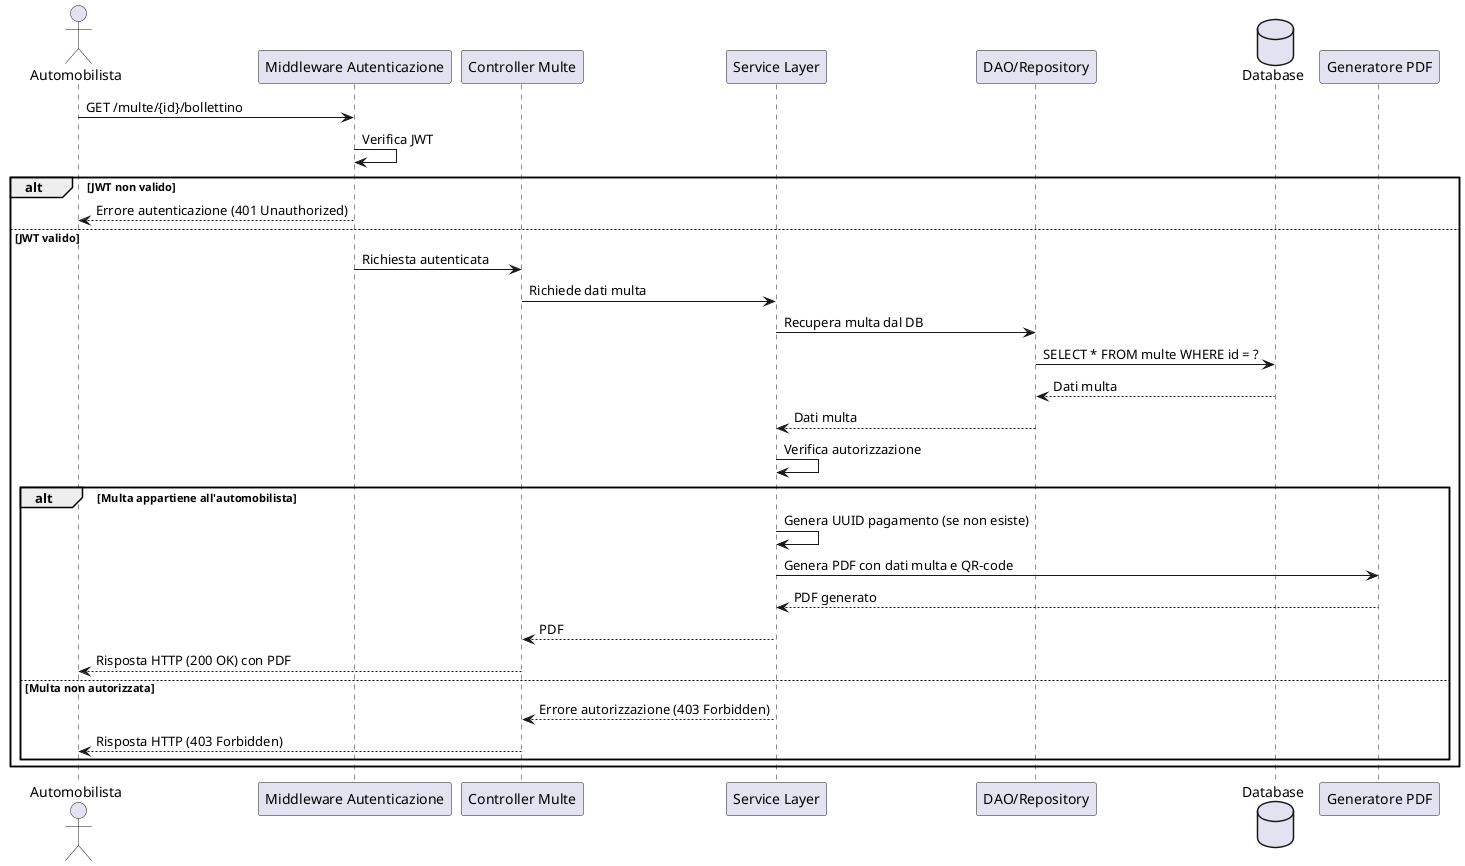 Automobilista
Middleware Autenticazione
Controller Multe
Service Layer
DAO/Repository
Database
Generatore PDF
GET /multe/{id}/bollettino
Verifica JWT
alt [JWT non valido]
Errore autenticazione (401 Unauthorized)
[JWT valido]
Richiesta autenticata
Richiede dati multa
Recupera multa dal DB
SELECT * FROM multe WHERE id = ?
Dati multa
Dati multa
Verifica autorizzazione
alt [Multa appartiene all'automobilista]
Genera UUID pagamento (se non esiste)
Genera PDF con dati multa e QR-code
PDF generato
PDF
Risposta HTTP (200 OK) con PDF
[Multa non autorizzata]
Errore autorizzazione (403 Forbidden)
Risposta HTTP (403 Forbidden)
Automobilista
Middleware Autenticazione
Controller Multe
Service Layer
DAO/Repository
Database
Generatore PDF